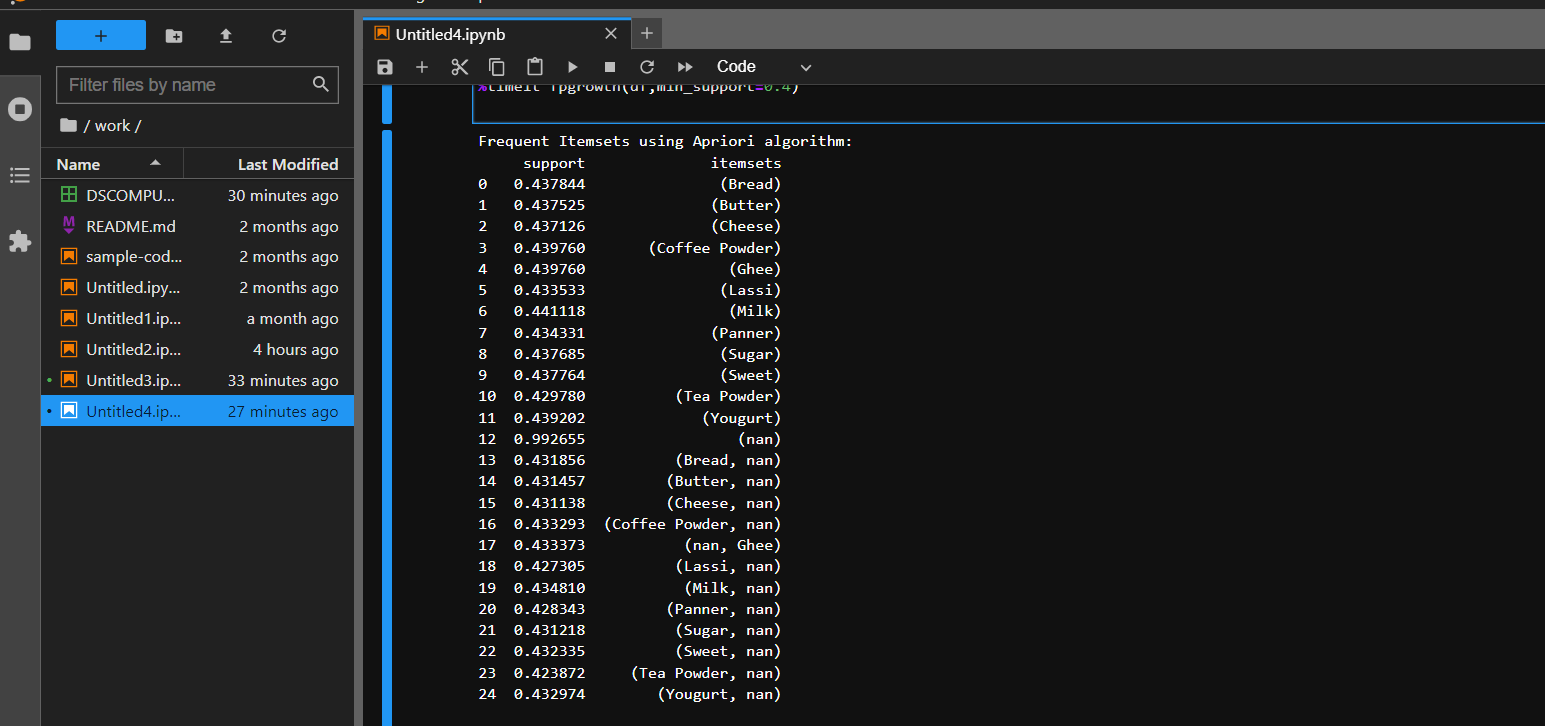 Untitled4.ipynb
Code
Filter files by name
/ work /
Name Last Modified
DSCOMPU... 30 minutes ago
README.md 2 months ago
sample-cod... 2 months ago
Untitled.ipy... 2 months ago
Untitled1.ip... a month ago
Untitled2.ip... 4 hours ago
Untitled3.ip... 33 minutes ago
Untitled4.ip... 27 minutes ago
%timeit fpgrowth(df,min_support=0.4)
Frequent Itemsets using Apriori algorithm:
support itemsets
0 0.437844 (Bread)
1 0.437525 (Butter)
2 0.437126 (Cheese)
3 0.439760 (Coffee Powder)
4 0.439760 (Ghee)
5 0.433533 (Lassi)
6 0.441118 (Milk)
7 0.434331 (Panner)
8 0.437685 (Sugar)
9 0.437764 (Sweet)
10 0.429780 (Tea Powder)
11 0.439202 (Yougurt)
12 0.992655 (nan)
13 0.431856 (Bread, nan)
14 0.431457 (Butter, nan)
15 0.431138 (Cheese, nan)
16 0.433293 (Coffee Powder, nan)
17 0.433373 (nan, Ghee)
18 0.427305 (Lassi, nan)
19 0.434810 (Milk, nan)
20 0.428343 (Panner, nan)
21 0.431218 (Sugar, nan)
22 0.432335 (Sweet, nan)
23 0.423872 (Tea Powder, nan)
24 0.432974 (Yougurt, nan)